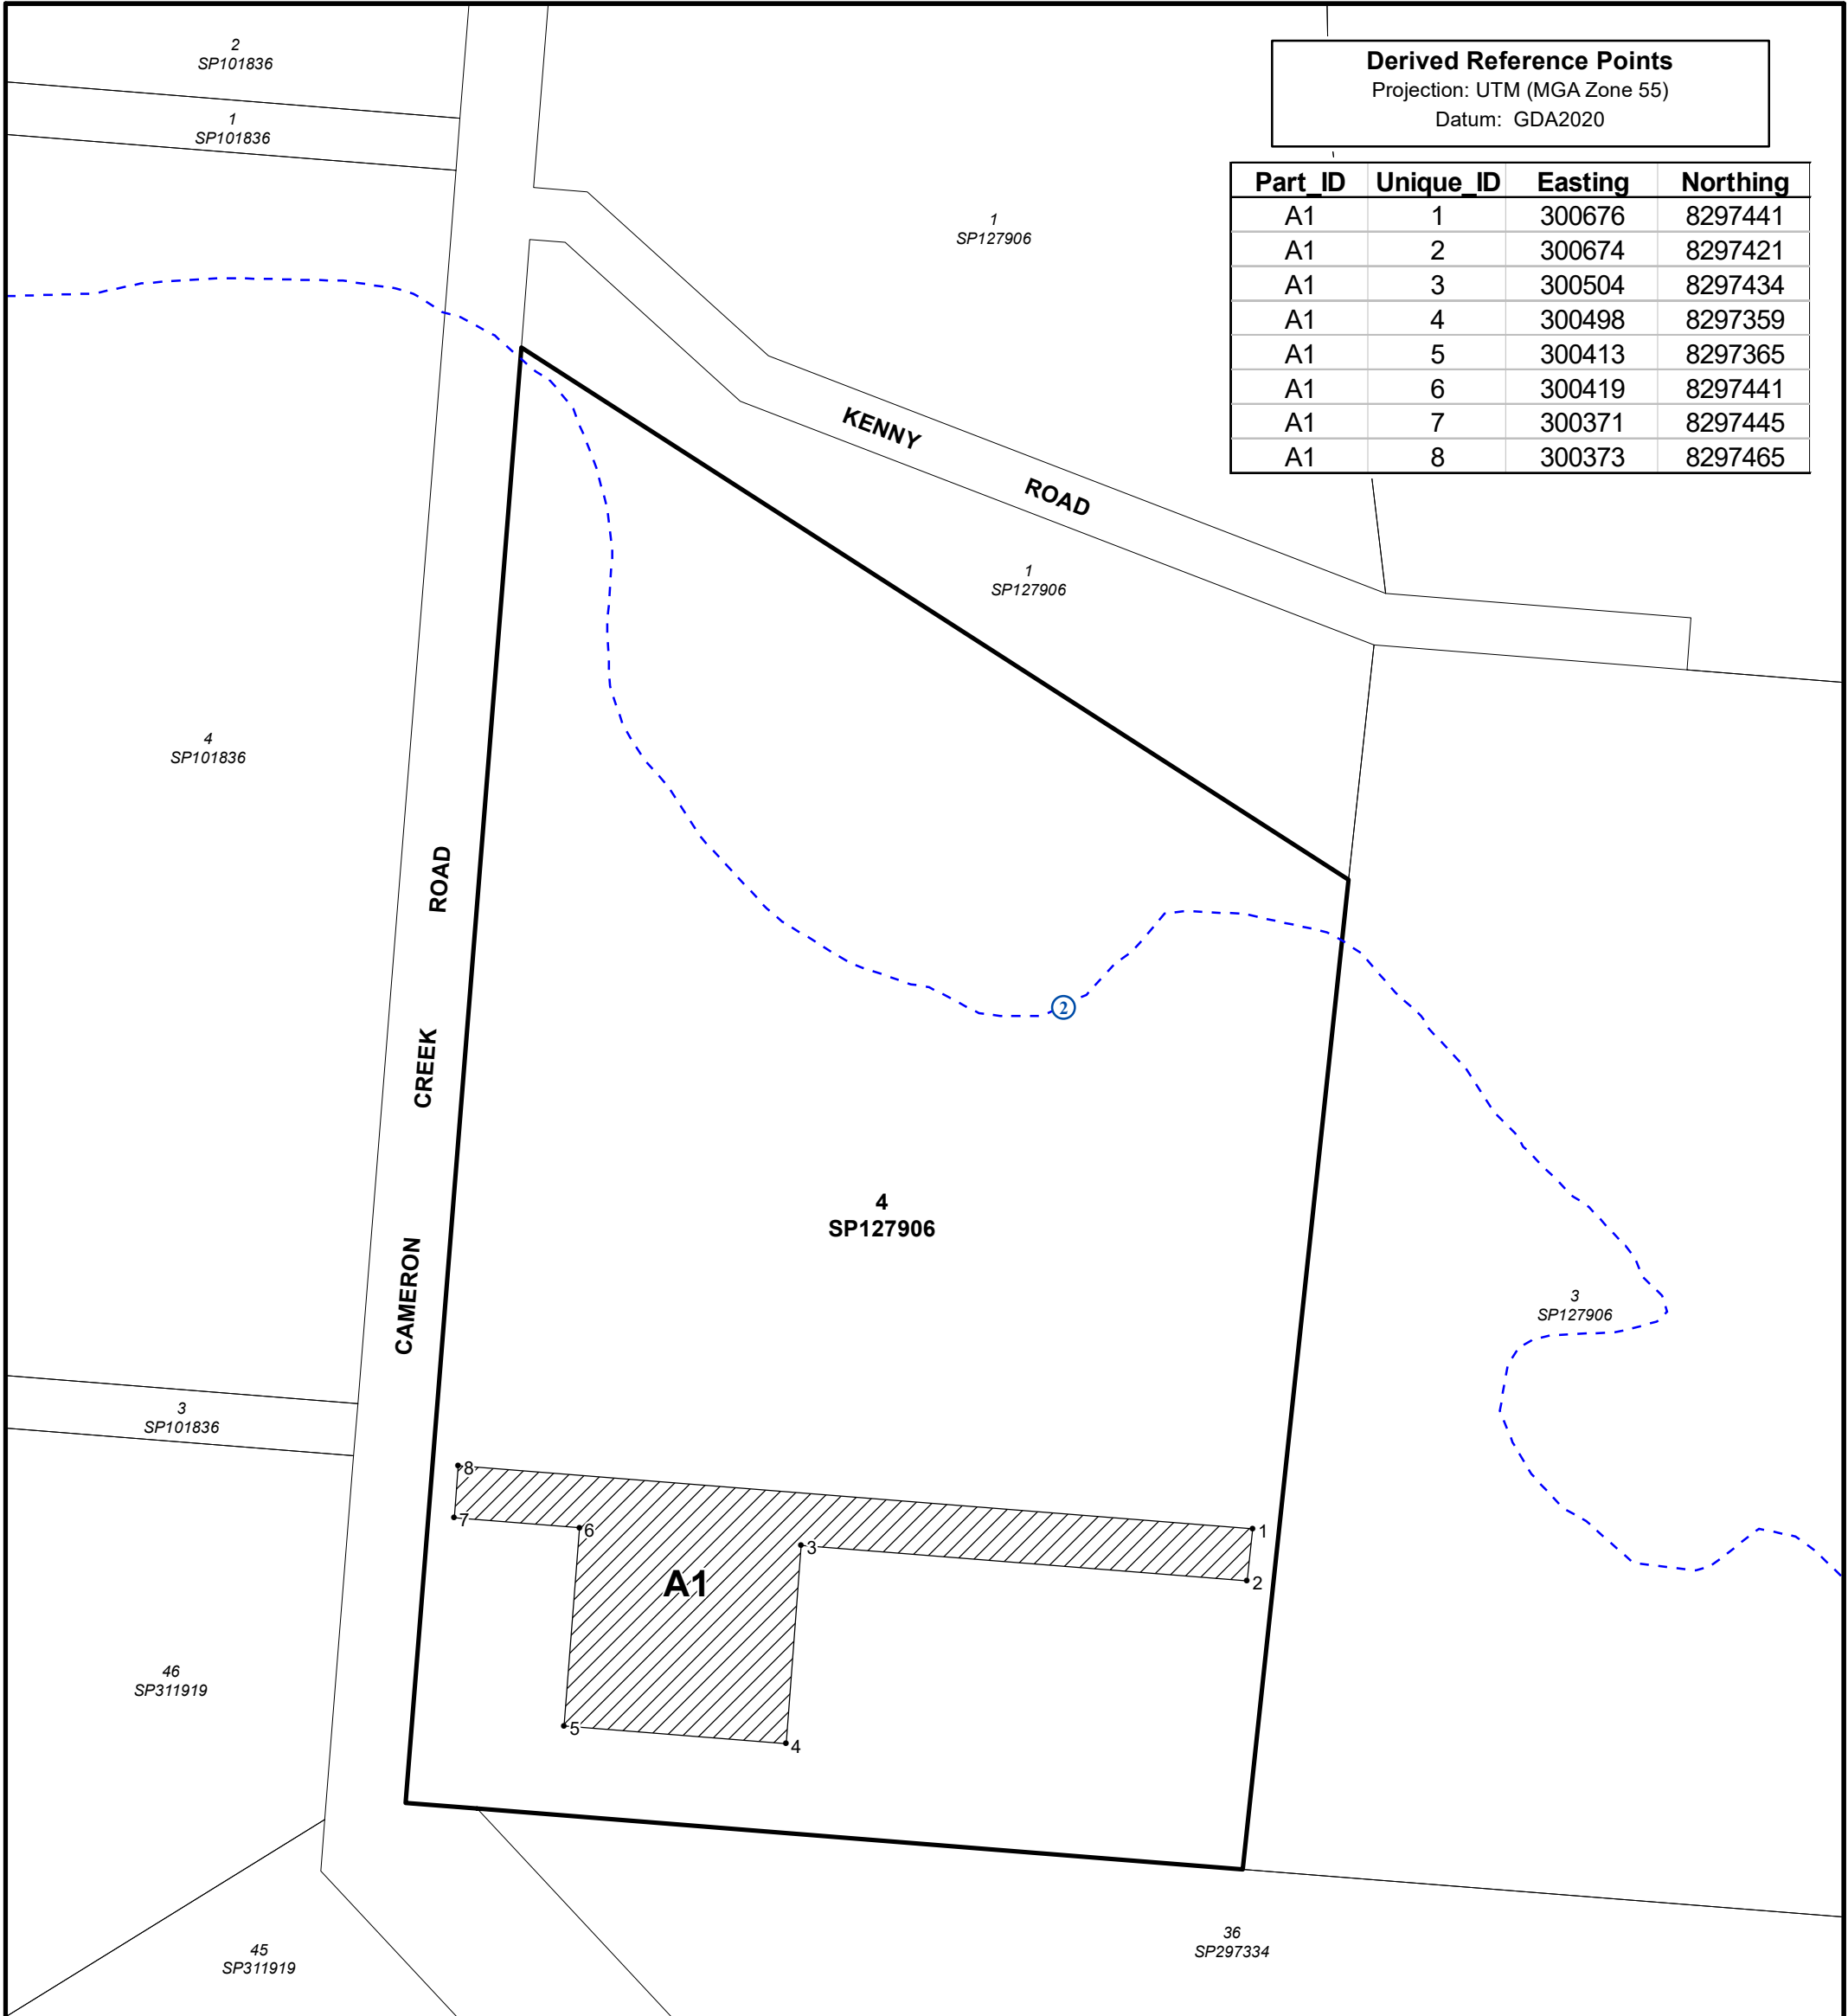 2
SP101836
1
SP101836
Derived Reference Points
Projection: UTM (MGA Zone 55)
Datum: GDA2020
Part_ID Unique_ID Easting Northing
A1 1 300676 8297441
A1 2 300674 8297421
A1 3 300504 8297434
A1 4 300498 8297359
A1 5 300413 8297365
A1 6 300419 8297441
A1 7 300371 8297445
A1 8 300373 8297465
1
SP127906
KENNY
ROAD
1
SP127906
4
SP101836
ROAD
CREEK
CAMERON
2
4
SP127906
3
SP127906
3
SP101836
8
7
6
1
3
2
A1
5
4
46
SP311919
36
SP297334
45
SP311919